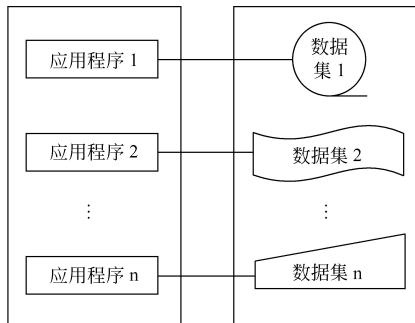 应用程序 1
数据
集 1
应用程序 2
数据集 2
⋮
⋮
应用程序 n
数据集 n